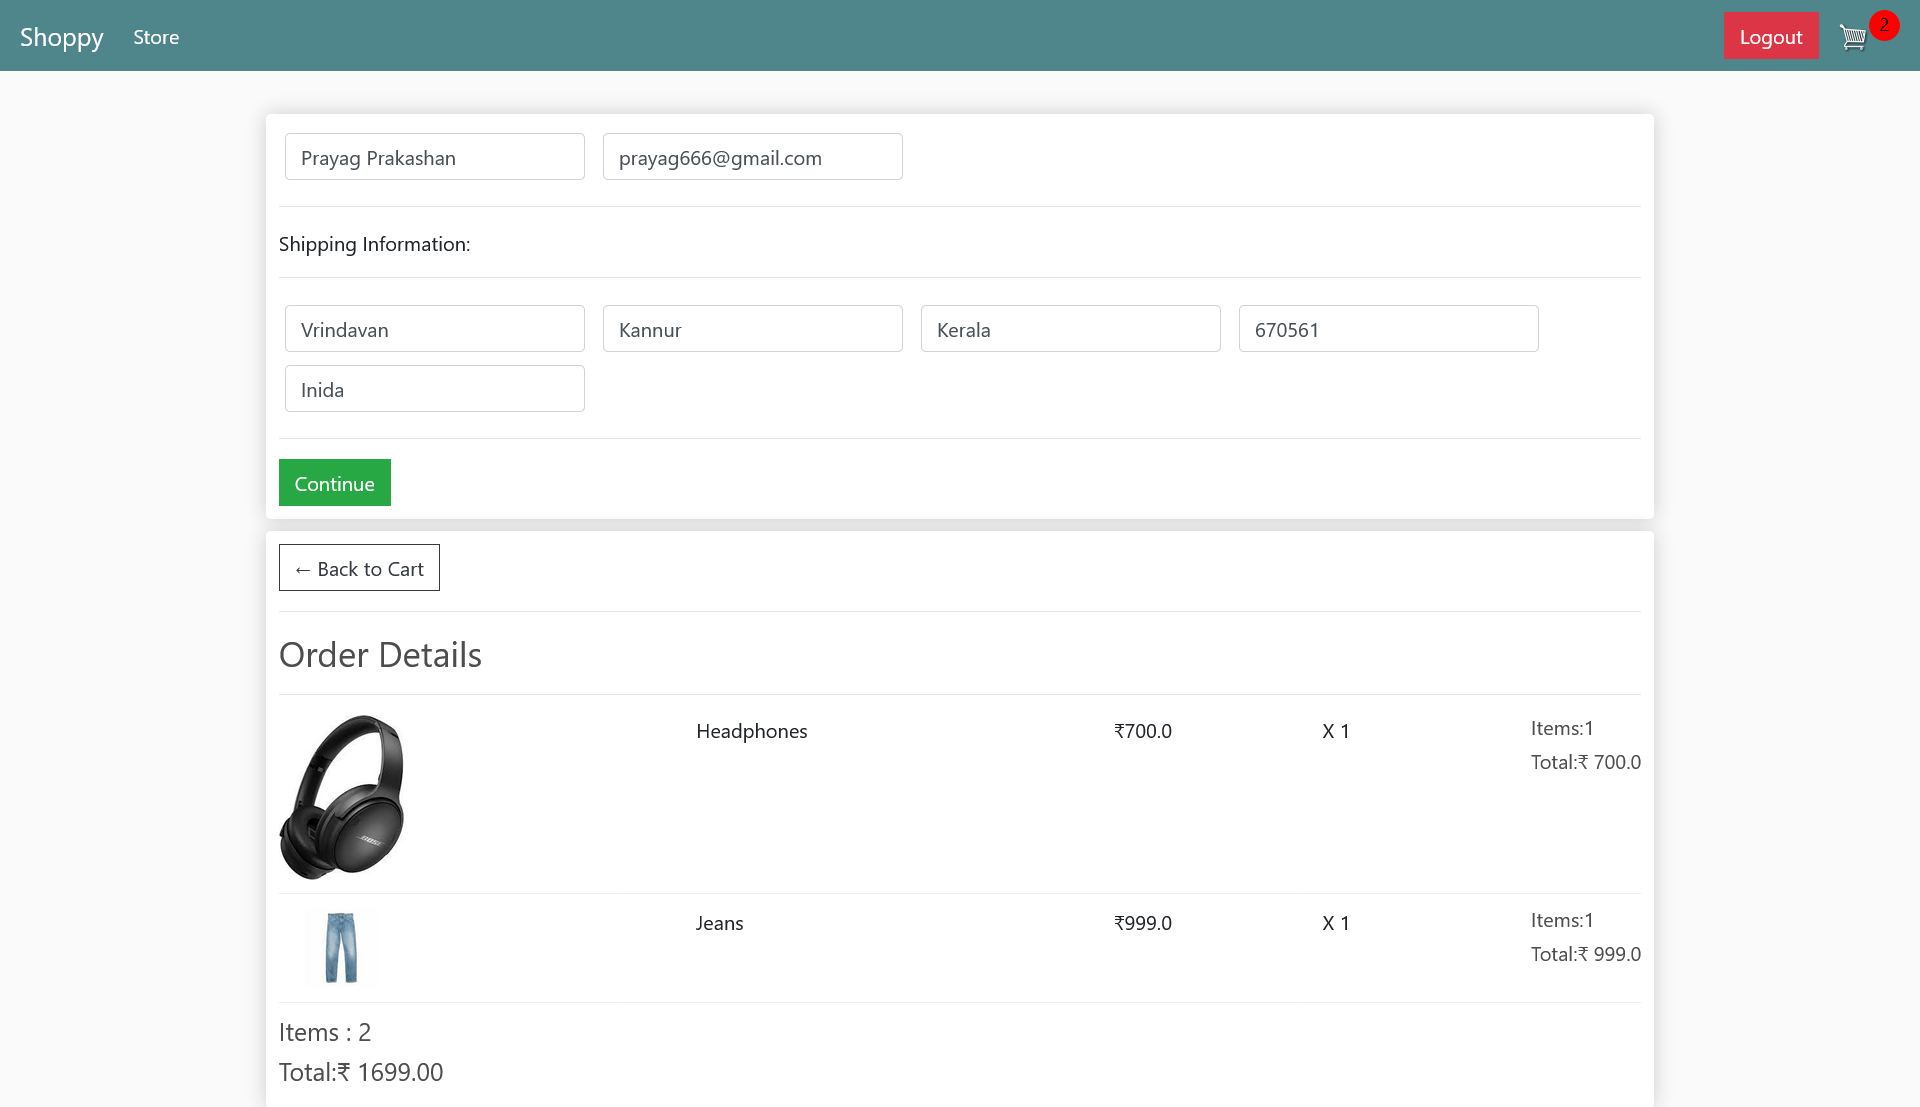 Shoppy Store Logout 2
Prayag Prakashan prayag666@gmail.com
Shipping Information:
Vrindavan Kannur Kerala 670561
Inida
Continue
← Back to Cart
Order Details
Headphones ₹700.0 X 1 Items:1
Total:₹ 700.0
BOSE
Jeans ₹999.0 X 1 Items:1
Total:₹ 999.0
Items : 2
Total:₹ 1699.00